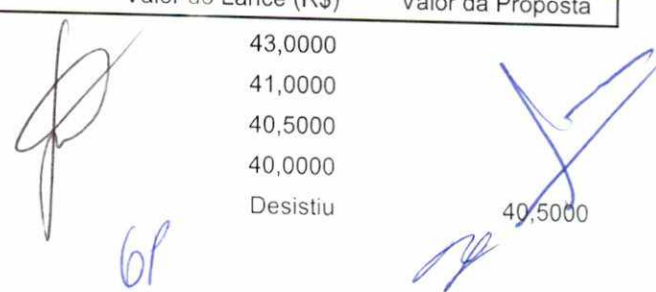 Valor do Lance (R$) Valor da Proposta
43,0000
41,0000
40,5000
40,0000
Desistiu 40,5000